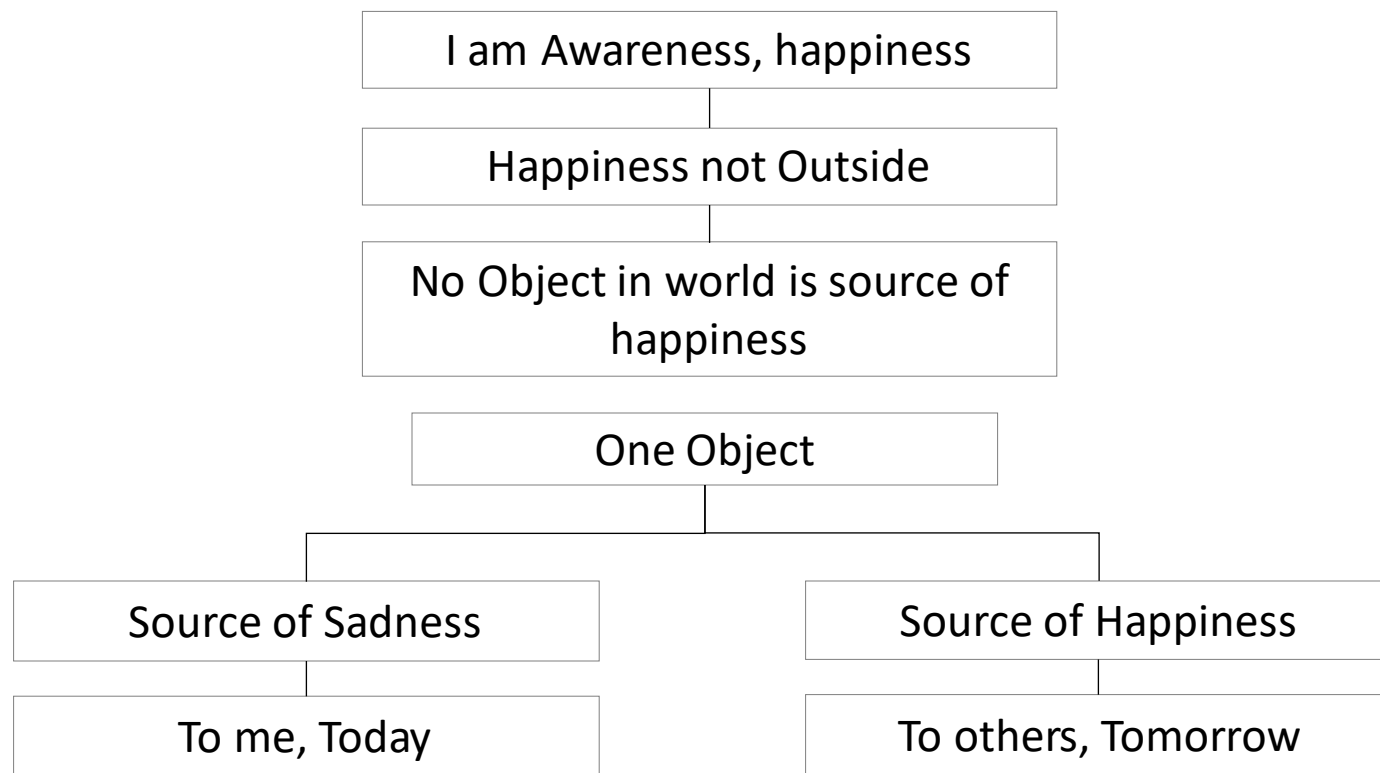 I am Awareness, happiness
Happiness not Outside
No Object in world is source of
happiness
One Object
Source of Sadness
Source of Happiness
To me, Today
To others, Tomorrow